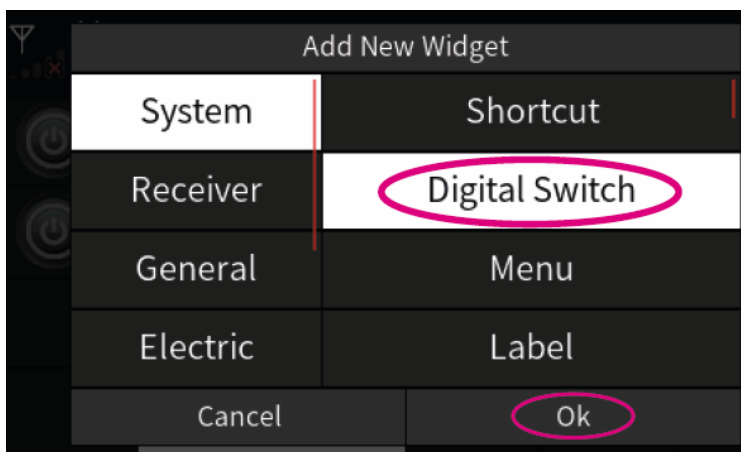 Add New Widget
System
Shortcut
Receiver
Digital Switch
General
Menu
Electric
Label
Cancel
Ok